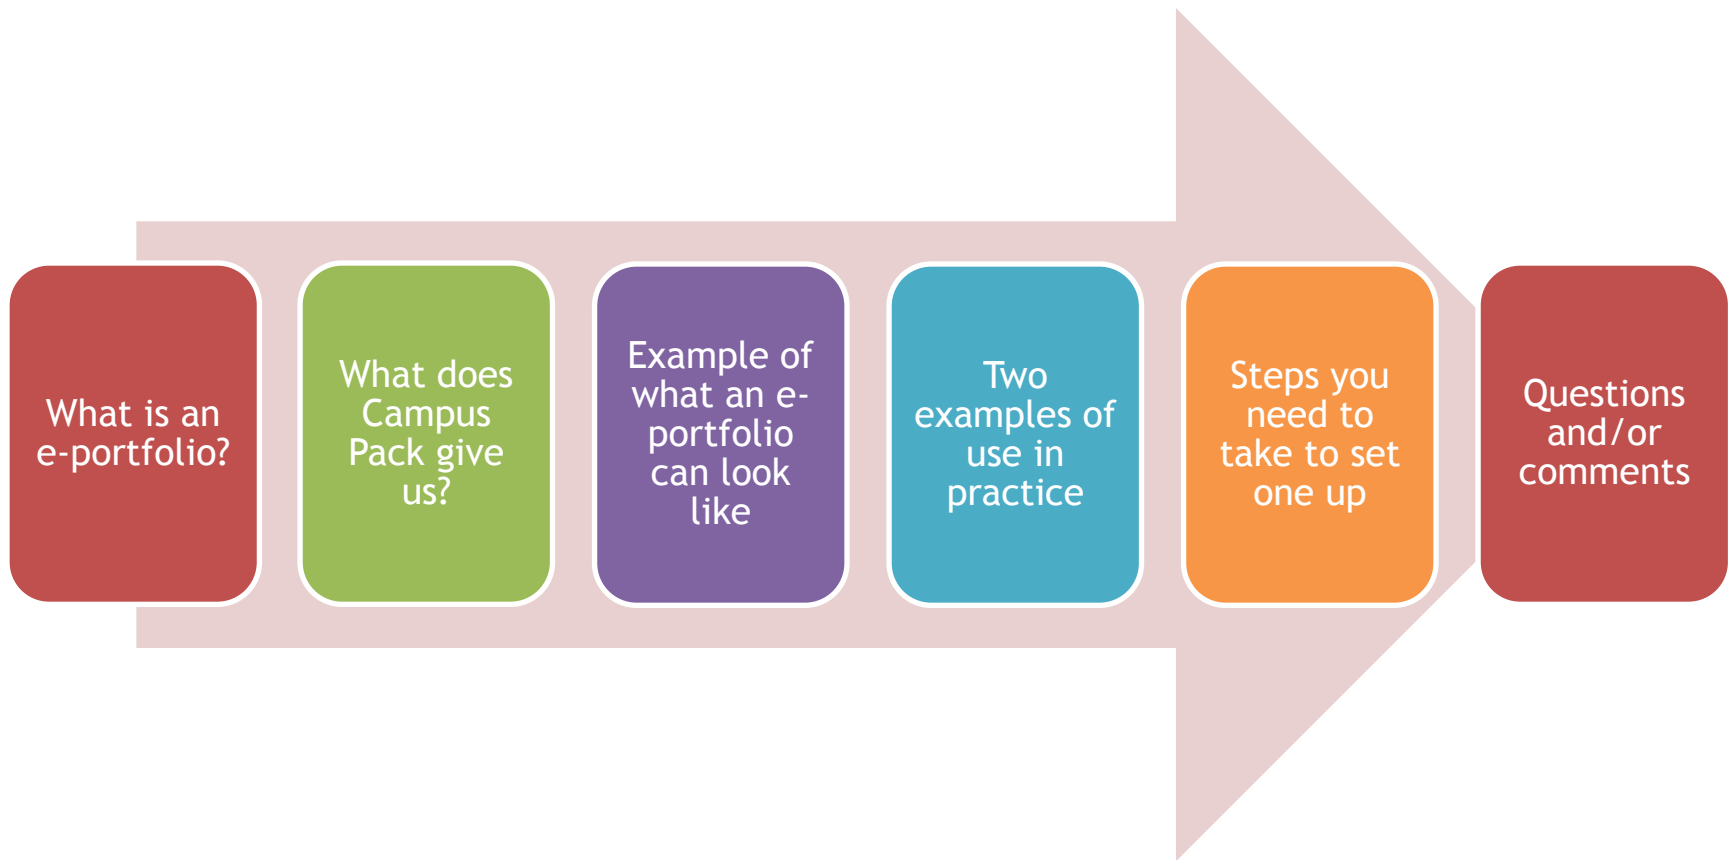 What is an
e-portfolio?
What does
Campus
Pack give
us?
Example of
what an e-
portfolio
can look
like
Two
examples of
use in
practice
Steps you
need to
take to set
one up
Questions
and/or
comments